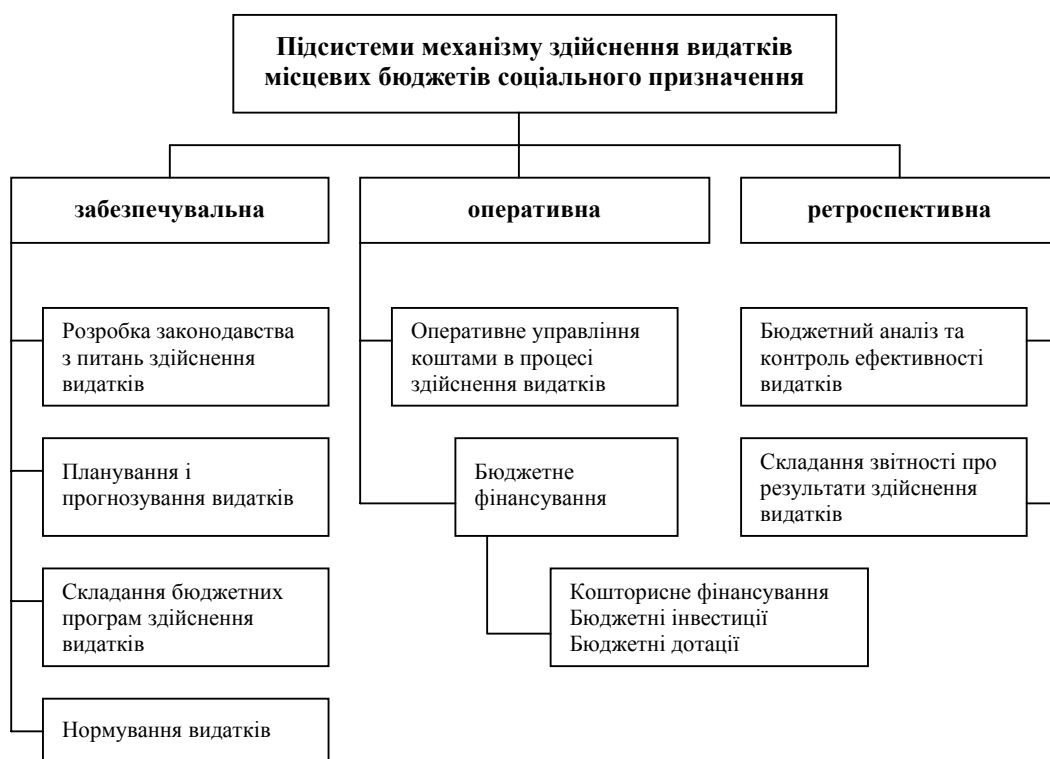 Підсистеми механізму здійснення видатків
місцевих бюджетів соціального призначення
забезпечувальна
оперативна
ретроспективна
Розробка законодавства
з питань здійснення
видатків
Оперативне управління
коштами в процесі
здійснення видатків
Бюджетний аналіз та
контроль ефективності
видатків
Планування і
прогнозування видатків
Бюджетне
фінансування
Складання звітності про
результати здійснення
видатків
Складання бюджетних
програм здійснення
видатків
Кошторисне фінансування
Бюджетні інвестиції
Бюджетні дотації
Нормування видатків